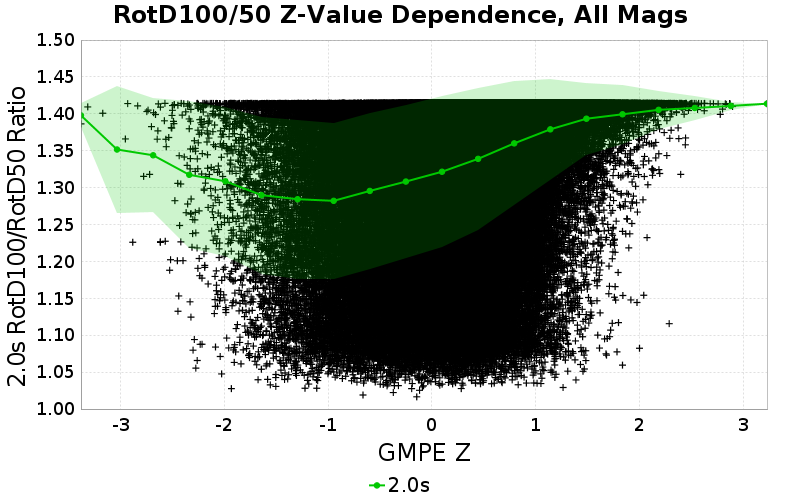 RotD100/50 Z-Value Dependence, All Mags
2.0s RotD100/RotD50 Ratio
1.50
1.45
1.40
1.35
1.30
1.25
1.20
1.15
1.10
1.05
1.00
-3 -2 -1 0 1 2 3
GMPE Z
2.0s